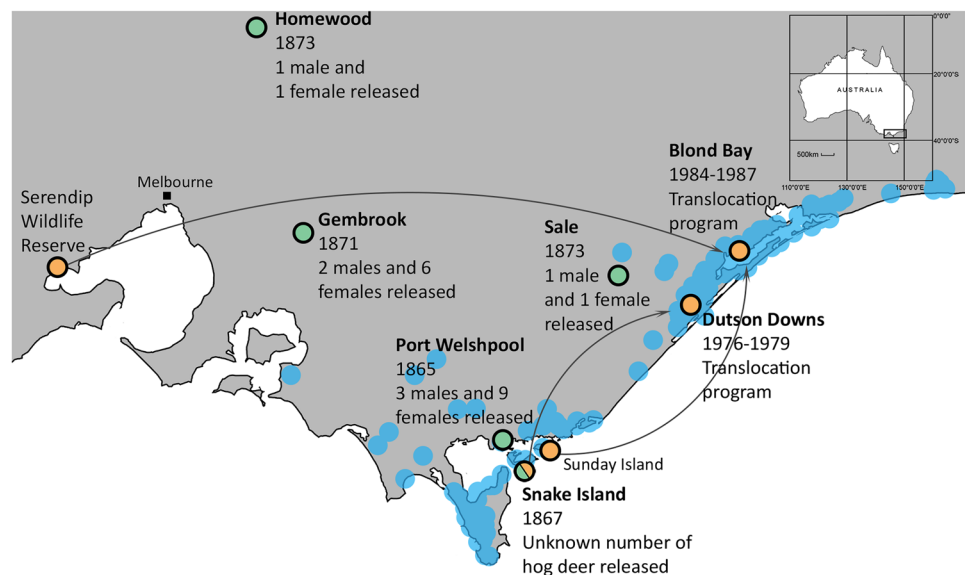 Homewood
1873
1 male and
1 female released
0°0'0"
20°0'0"S
AUSTRALIA
40°0'0"S
500km
110°0'0"E
130°0'0"E
150°0'0"E
Blond Bay
1984-1987
Translocation
program
Melbourne
Serendip
Wildlife
Reserve
Gembrook
1871
2 males and 6
females released
Sale
1873
1 male
and 1 female
released
Dutson Downs
1976-1979
Translocation
program
Port Welshpool
1865
3 males and 9
females released
Sunday Island
Snake Island
1867
Unknown number of
hog deer released